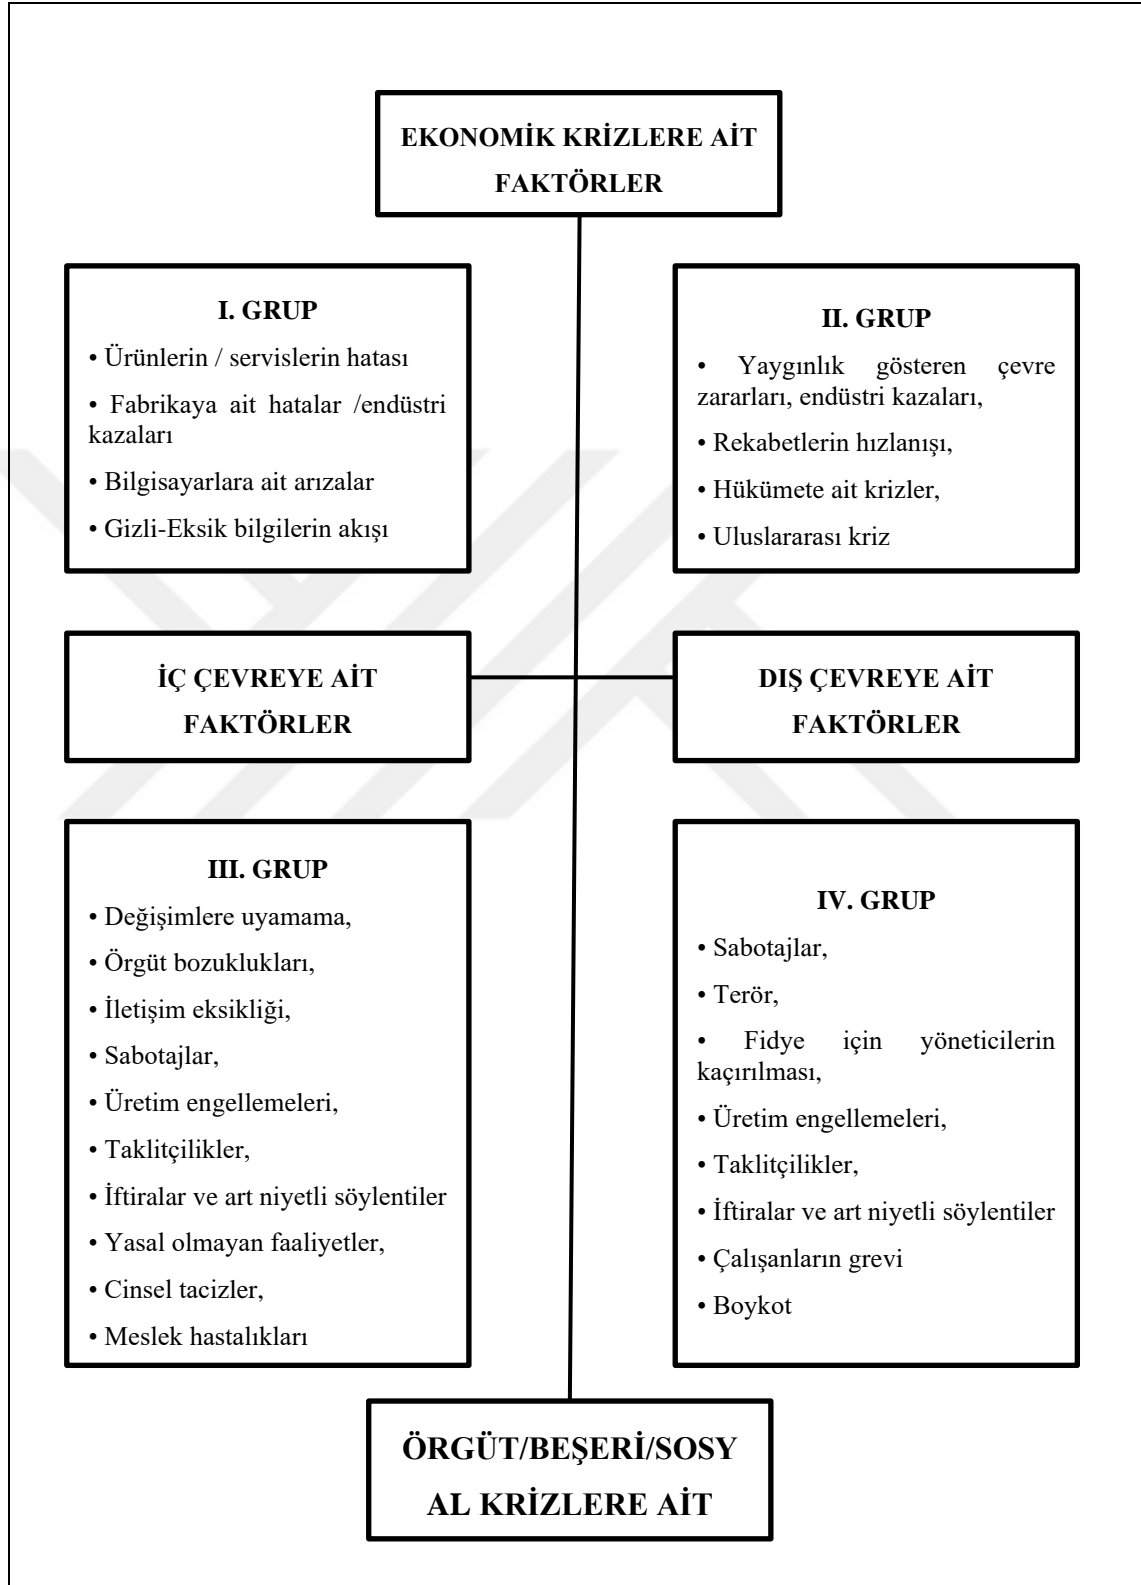 EKONOMİK KRİZLERE AİT
FAKTÖRLER
I. GRUP
• Ürünlerin / servislerin hatası
• Fabrikaya ait hatalar /endüstri
kazaları
• Bilgisayarlara ait arızalar
• Gizli-Eksik bilgilerin akışı
II. GRUP
• Yaygınlık gösteren çevre
zararları, endüstri kazaları,
• Rekabetlerin hızlanışı,
• Hükümete ait krizler,
• Uluslararası kriz
İÇ ÇEVREYE AİT
FAKTÖRLER
DIŞ ÇEVREYE AİT
FAKTÖRLER
III. GRUP
• Değişimlere uyamama,
• Örgüt bozuklukları,
• İletişim eksikliği,
• Sabotajlar,
• Üretim engellemeleri,
• Taklitçilikler,
• İftiralar ve art niyetli söylentiler
• Yasal olmayan faaliyetler,
• Cinsel tacizler,
• Meslek hastalıkları
IV. GRUP
• Sabotajlar,
• Terör,
• Fidye için yöneticilerin
kaçırılması,
• Üretim engellemeleri,
• Taklitçilikler,
• İftiralar ve art niyetli söylentiler
• Çalışanların grevi
• Boykot
ÖRGÜT/BEŞERİ/SOSY
AL KRİZLERE AİT